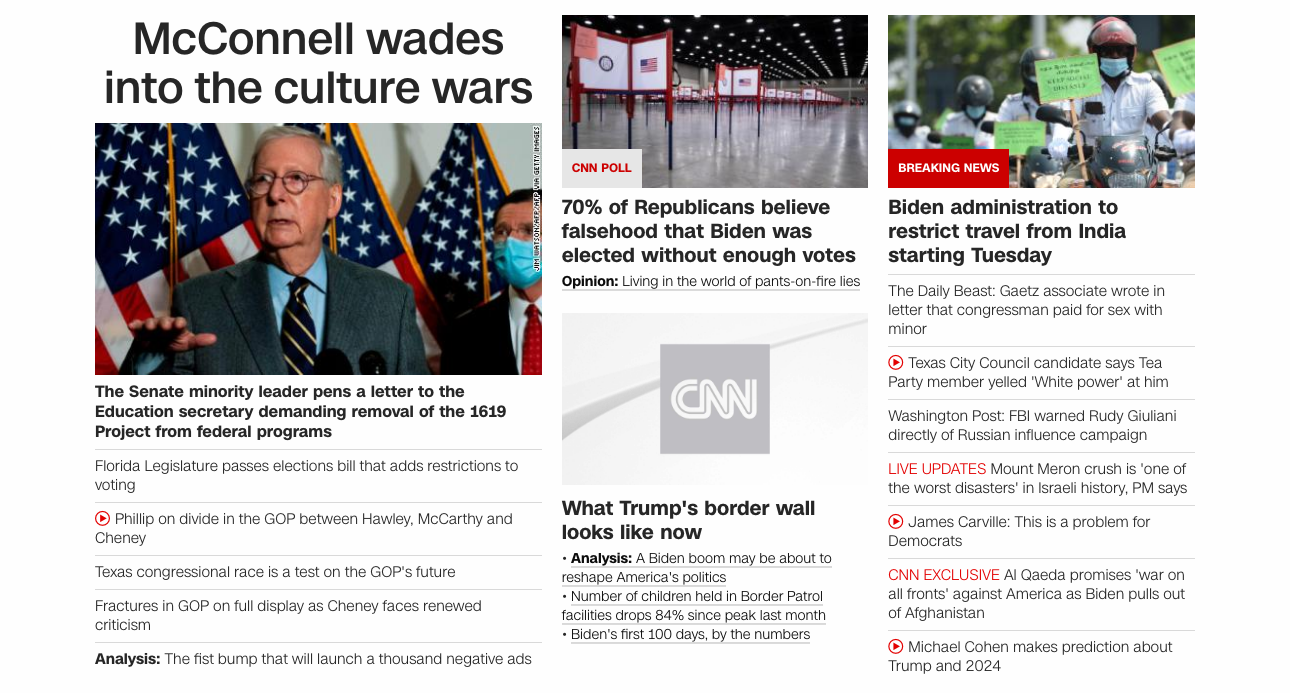 McConnell wades
into the culture wars
JIM WATSON/AFP/AFP VIA GETTY IMAGES
The Senate minority leader pens a letter to the
Education secretary demanding removal of the 1619
Project from federal programs
Florida Legislature passes elections bill that adds restrictions to
voting
Phillip on divide in the GOP between Hawley, McCarthy and
Cheney
Texas congressional race is a test on the GOP's future
Fractures in GOP on full display as Cheney faces renewed
criticism
Analysis: The fist bump that will launch a thousand negative ads
CNN POLL
70% of Republicans believe
falsehood that Biden was
elected without enough votes
Opinion: Living in the world of pants-on-fire lies
CNN
What Trump's border wall
looks like now
• Analysis: A Biden boom may be about to
reshape America's politics
• Number of children held in Border Patrol
facilities drops 84% since peak last month
• Biden's first 100 days, by the numbers
KEEP SOCIAL
DISTANCE
BREAKING NEWS
Biden administration to
restrict travel from India
starting Tuesday
The Daily Beast: Gaetz associate wrote in
letter that congressman paid for sex with
minor
Texas City Council candidate says Tea
Party member yelled 'White power' at him
Washington Post: FBI warned Rudy Giuliani
directly of Russian influence campaign
LIVE UPDATES Mount Meron crush is 'one of
the worst disasters' in Israeli history, PM says
James Carville: This is a problem for
Democrats
CNN EXCLUSIVE Al Qaeda promises 'war on
all fronts' against America as Biden pulls out
of Afghanistan
Michael Cohen makes prediction about
Trump and 2024